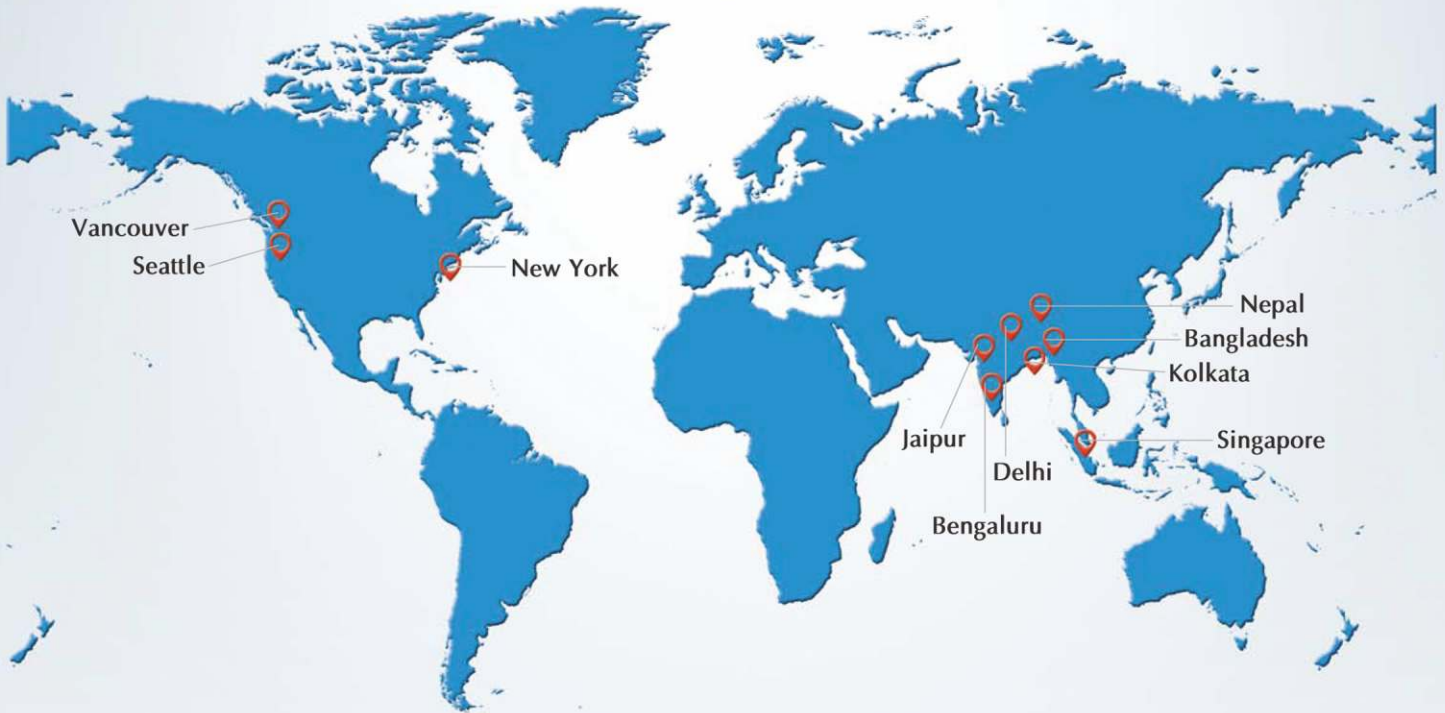 Vancouver
Seattle
New York
Nepal
Bangladesh
Kolkata
Jaipur
Singapore
Delhi
Bengaluru